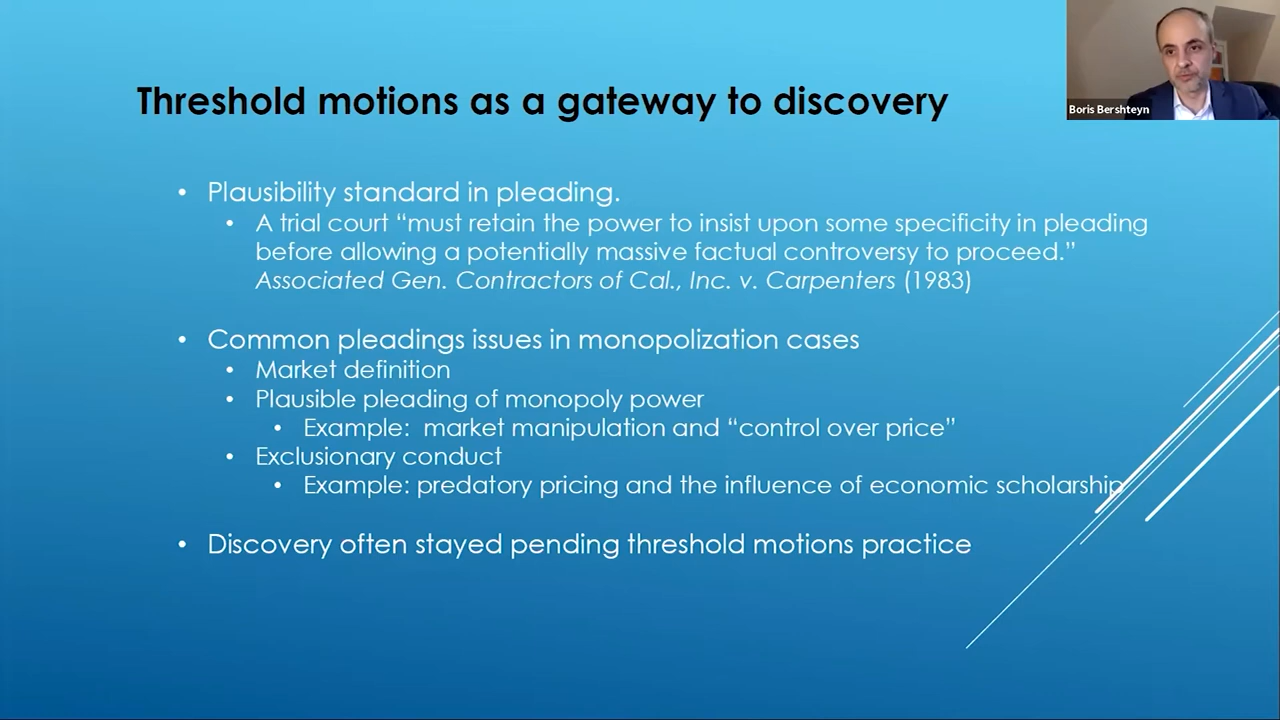 Threshold motions as a gateway to discovery
Boris Bershteyn
• Plausibility standard in pleading.
• A trial court “must retain the power to insist upon some specificity in pleading
before allowing a potentially massive factual controversy to proceed.”
Associated Gen. Contractors of Cal., Inc. v. Carpenters (1983)
• Common pleadings issues in monopolization cases
• Market definition
• Plausible pleading of monopoly power
• Example:  market manipulation and “control over price”
• Exclusionary conduct
• Example: predatory pricing and the influence of economic scholarship
• Discovery often stayed pending threshold motions practice